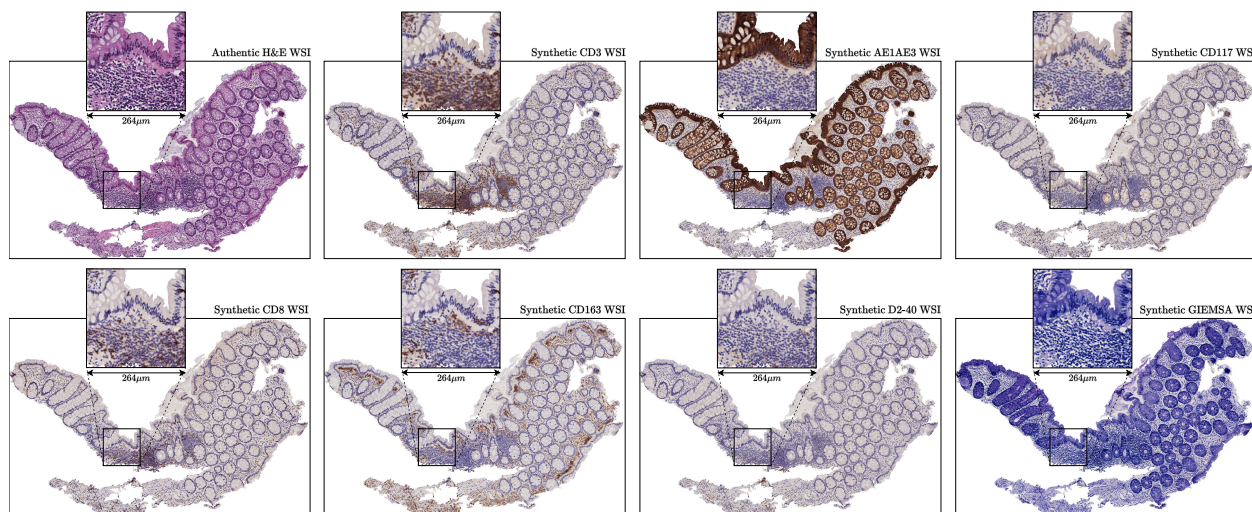 Authentic H&E WSI
264μm
Synthetic CD3 WSI
264μm
Synthetic AE1AE3 WSI
264μm
Synthetic CD117 WSI
264μm
Synthetic CD8 WSI
264μm
Synthetic CD163 WSI
264μm
Synthetic D2-40 WSI
264μm
Synthetic GIEMSA WSI
264μm